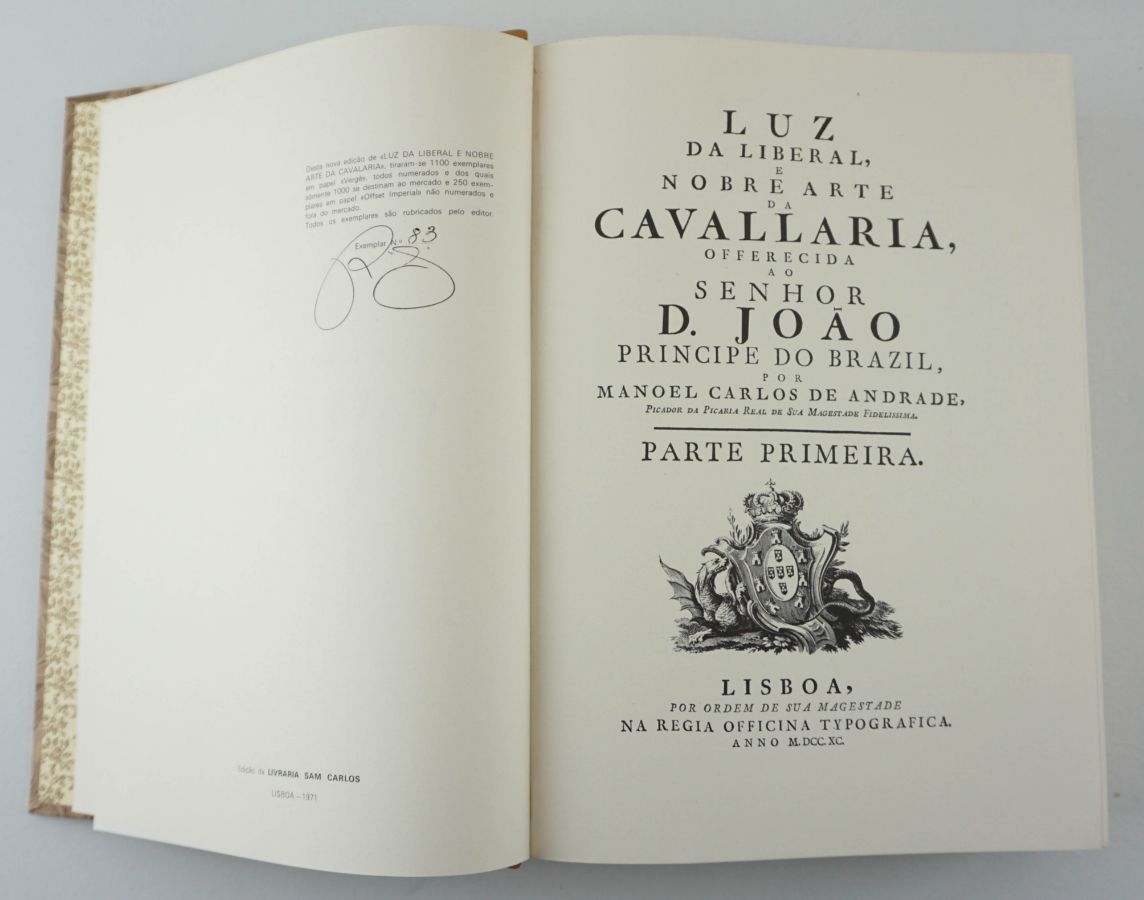 Desta nova edição de «LUZ DA LIBERAL E NOBRE
ARTE DA CAVALARIA», tiraram-se 1100 exemplares
em papel «Vergé», todos numerados e dos quais
sòmente 1000 se destinam ao mercado e 250 exem-
plares em papel «Offset Imperial» não numerados e
fora do mercado.
Todos os exemplares são rubricados pelo editor.
Exemplar N.º 83
Edição da LIVRARIA SAM CARLOS
LISBOA – 1971
LUZ
DA LIBERAL,
E
NOBRE ARTE
DA
CAVALLARIA,
OFFERECIDA
AO
SENHOR
D. JOÃO
PRINCIPE DO BRAZIL,
POR
MANOEL CARLOS DE ANDRADE,
PICADOR DA PICARIA REAL DE SUA MAGESTADE FIDELISSIMA.
PARTE PRIMEIRA.
LISBOA,
POR ORDEM DE SUA MAGESTADE
NA REGIA OFFICINA TYPOGRAFICA.
ANNO M.DCC.XC.